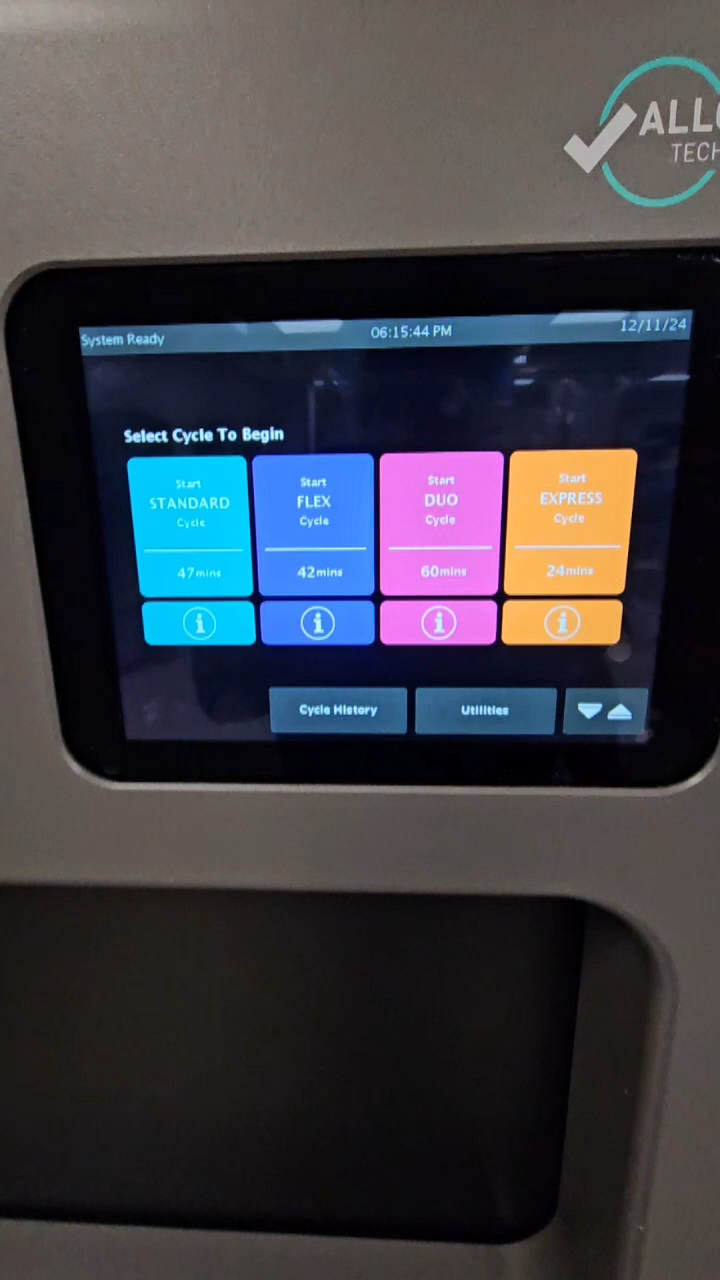 ALL
TECH
System Ready
06:15:44 PM
12/11/24
Select Cycle To Begin
Start
STANDARD
Cycle
47mins
Start
FLEX
Cycle
42mins
Start
DUO
Cycle
60mins
Start
EXPRESS
Cycle
24mins
i
i
i
i
Cycle History
Utilities